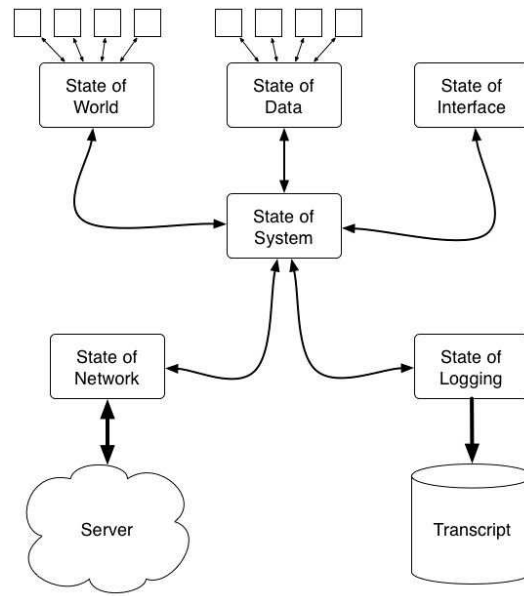 State of
World
State of
Data
State of
Interface
State of
System
State of
Network
State of
Logging
Server
Transcript